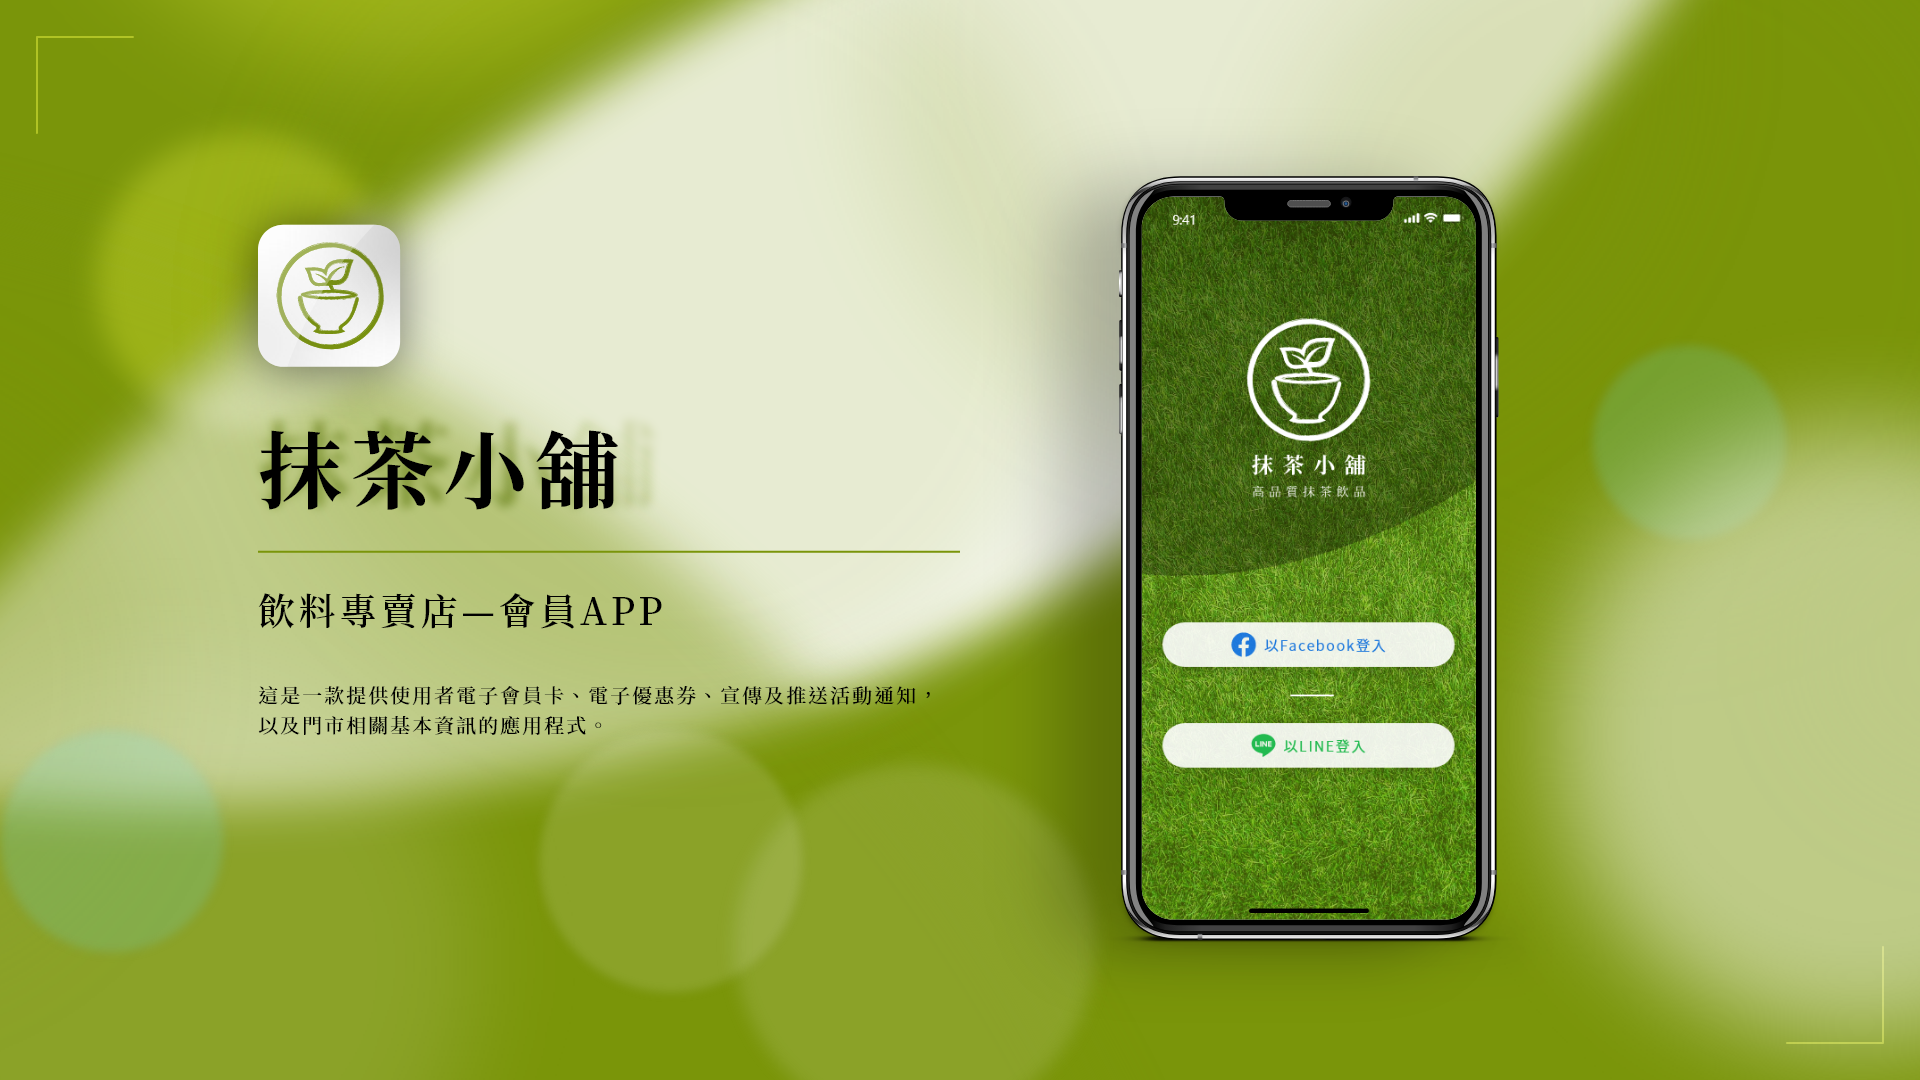 抹茶小舖
飲料專賣店—會員APP
這是一款提供使用者電子會員卡、電子優惠券、宣傳及推送活動通知，
以及門市相關基本資訊的應用程式。
9:41
抹茶小舖
高品質抹茶飲品
以Facebook登入
LINE 以LINE登入